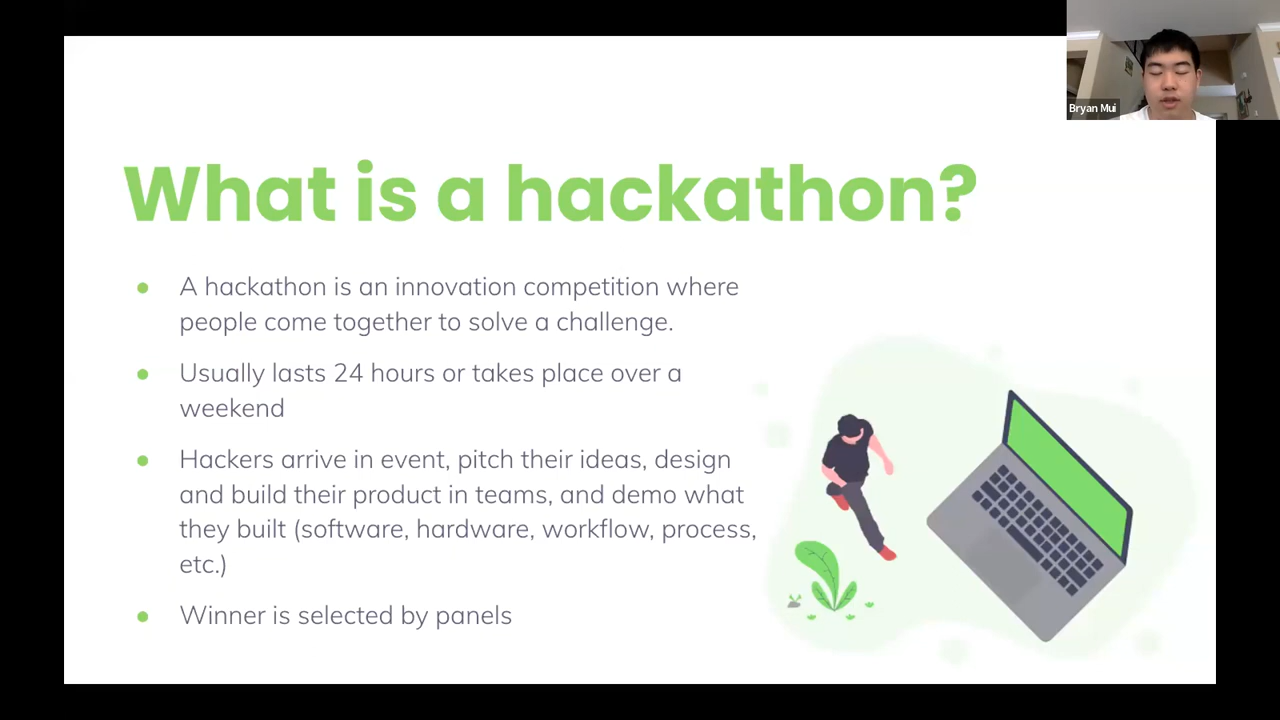 Bryan Mui
What is a hackathon?
● A hackathon is an innovation competition where
people come together to solve a challenge.
● Usually lasts 24 hours or takes place over a
weekend
● Hackers arrive in event, pitch their ideas, design
and build their product in teams, and demo what
they built (software, hardware, workflow, process,
etc.)
● Winner is selected by panels